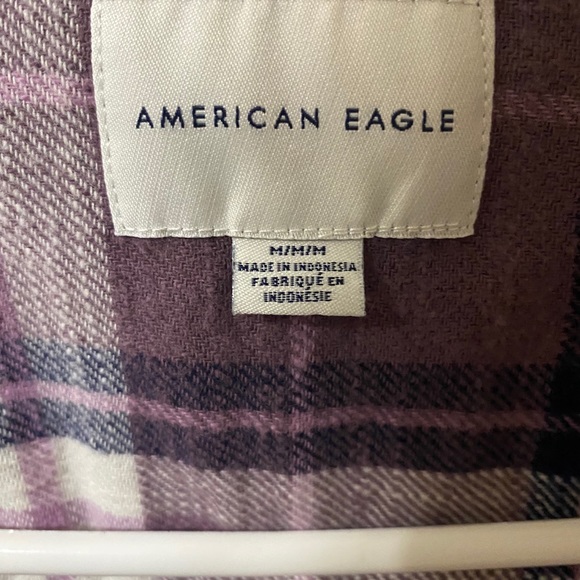 AMERICAN EAGLE
M/M/M
MADE IN INDONESIA
FABRIQUÉ EN
INDONÉSIE